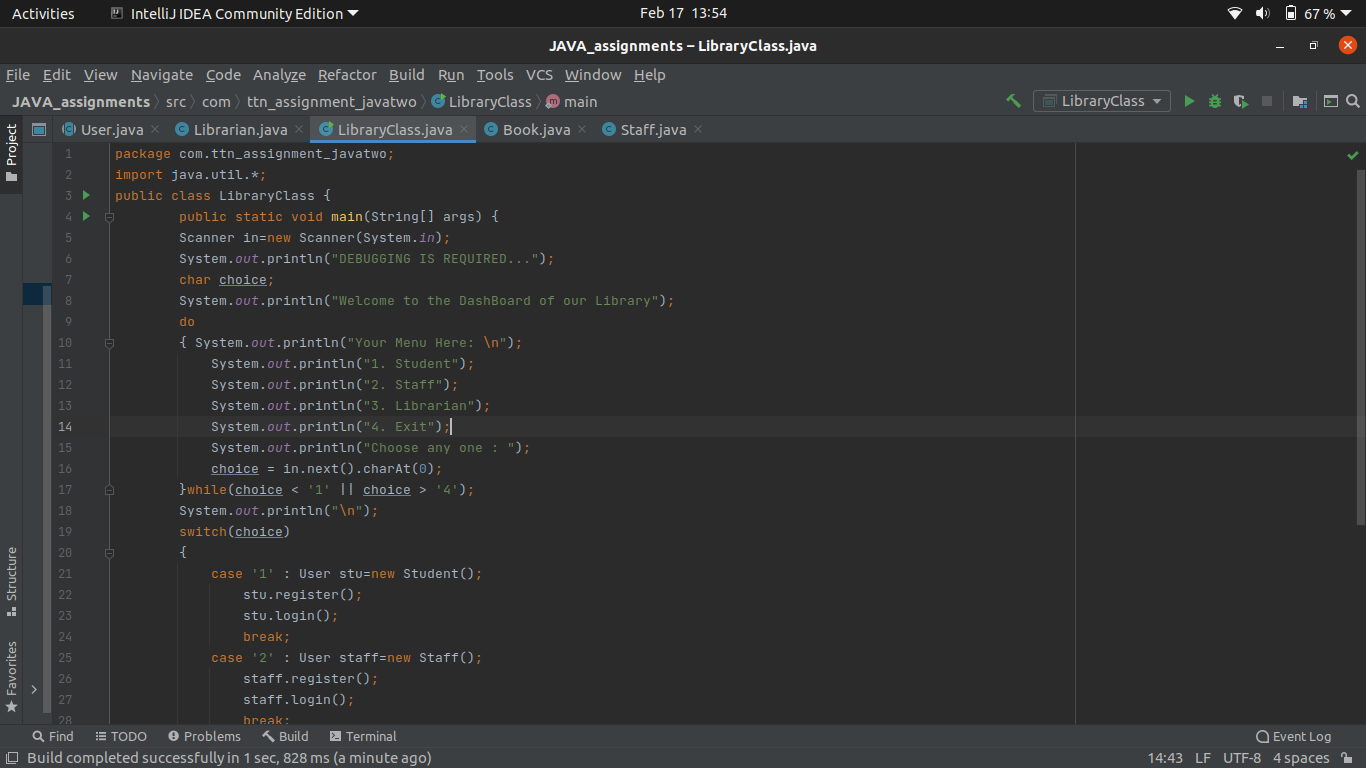 Activities IntelliJ IDEA Community Edition Feb 17 13:54 67 %
JAVA_assignments – LibraryClass.java
File Edit View Navigate Code Analyze Refactor Build Run Tools VCS Window Help
JAVA_assignments src com ttn_assignment_javatwo LibraryClass main LibraryClass
Project
User.java Librarian.java LibraryClass.java Book.java Staff.java
1 package com.ttn_assignment_javatwo;
2 import java.util.*;
3 public class LibraryClass {
4 public static void main(String[] args) {
5 Scanner in=new Scanner(System.in);
6 System.out.println("DEBUGGING IS REQUIRED...");
7 char choice;
8 System.out.println("Welcome to the DashBoard of our Library");
9 do
10 { System.out.println("Your Menu Here: \n");
11 System.out.println("1. Student");
12 System.out.println("2. Staff");
13 System.out.println("3. Librarian");
14 System.out.println("4. Exit");
15 System.out.println("Choose any one : ");
16 choice = in.next().charAt(0);
17 }while(choice < '1' || choice > '4');
18 System.out.println("\n");
19 switch(choice)
20 {
21 case '1' : User stu=new Student();
22 stu.register();
23 stu.login();
24 break;
25 case '2' : User staff=new Staff();
26 staff.register();
27 staff.login();
28 break;
Structure
Favorites
Find TODO Problems Build Terminal Event Log
Build completed successfully in 1 sec, 828 ms (a minute ago) 14:43 LF UTF-8 4 spaces